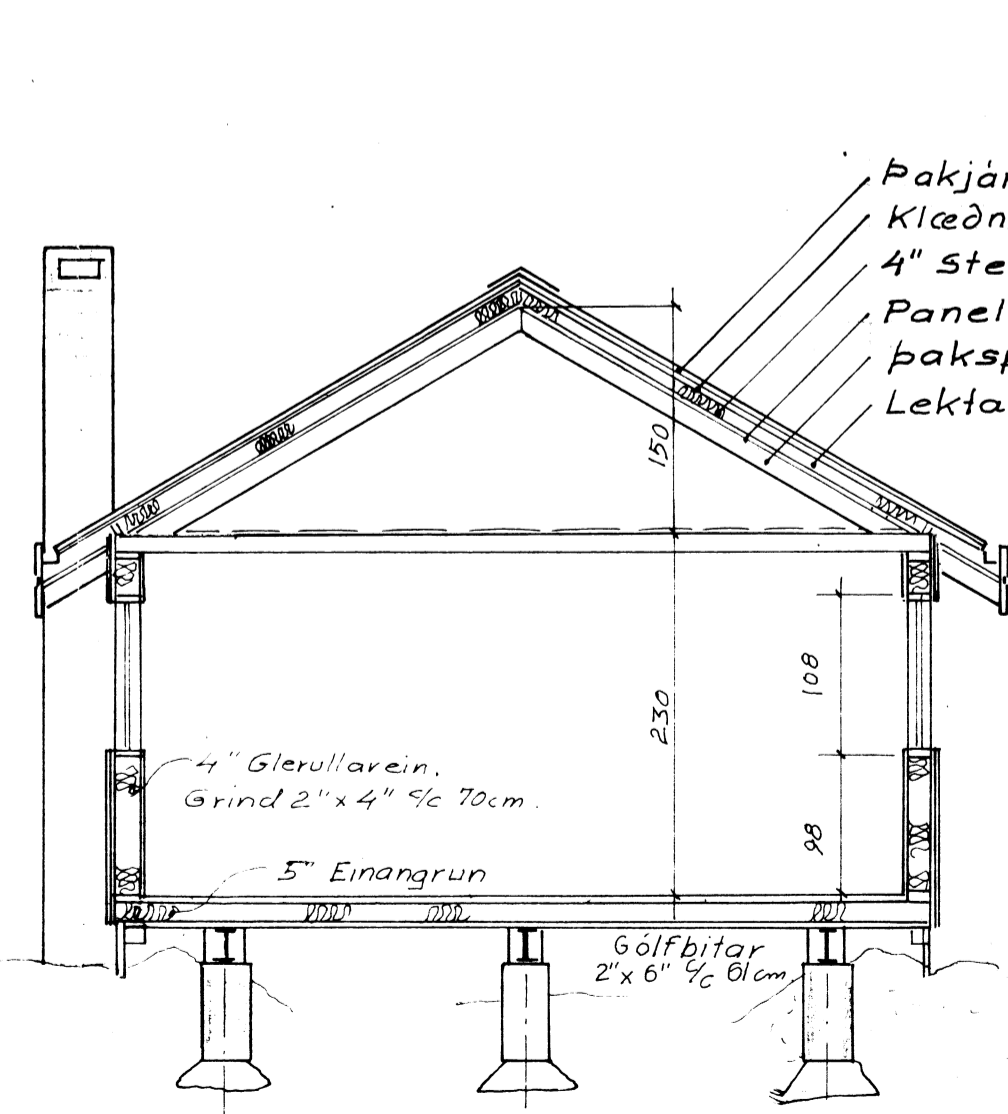 Þakjár
Klæðn
4" Ste
Panel
Þaksp
Lekta
150
230
108
98
4" Glerullarein.
Grind 2" x 4" c/c 70cm.
5" Einangrun
Gólfbitar
2" x 6" c/c 61cm.